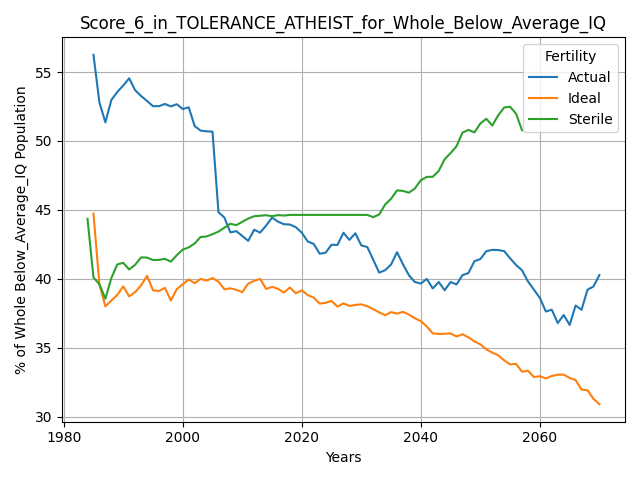 Score_6_in_TOLERANCE_ATHEIST_for_Whole_Below_Average_IQ
Fertility
Actual
Ideal
Sterile
% of Whole Below_Average_IQ Population
55
50
45
40
35
30
1980
2000
2020
2040
2060
Years